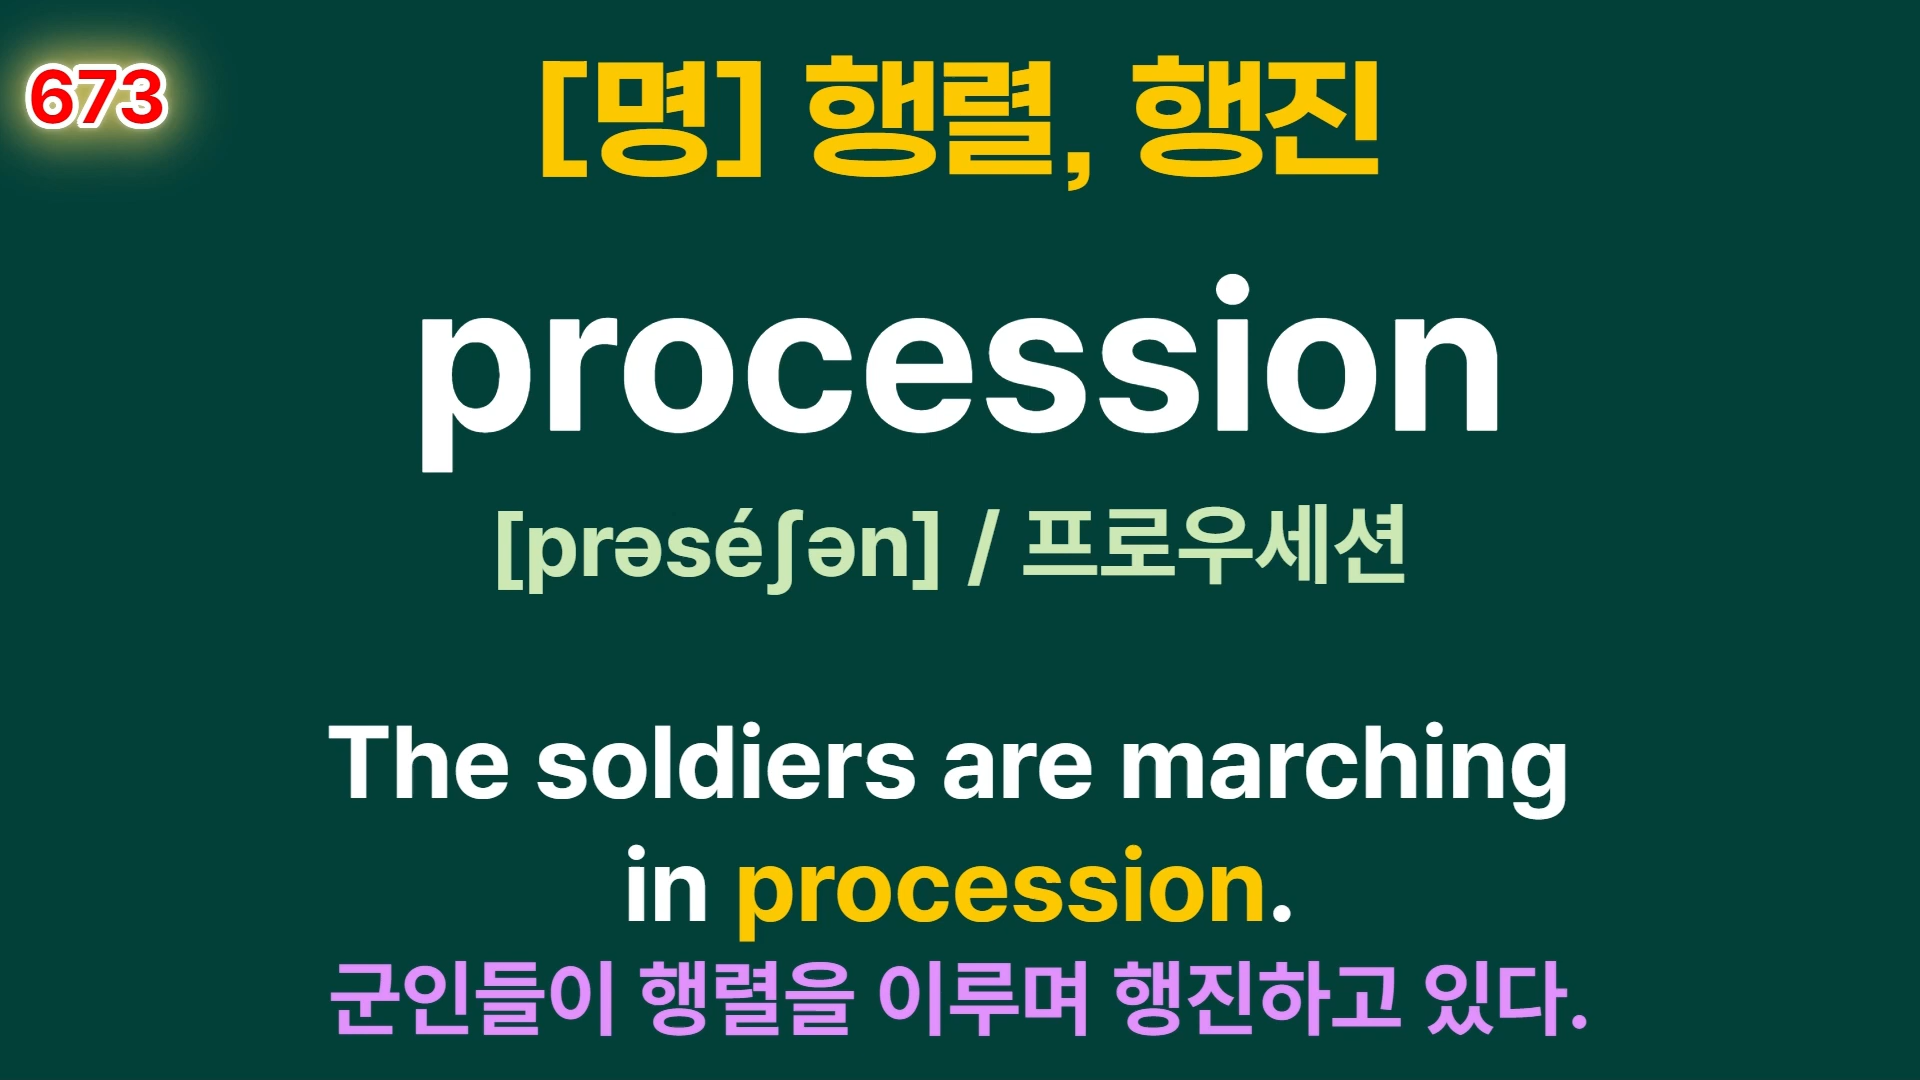 673
[명] 행렬, 행진
procession
[prəséʃən] / 프로우세션
The soldiers are marching
in procession.
군인들이 행렬을 이루며 행진하고 있다.